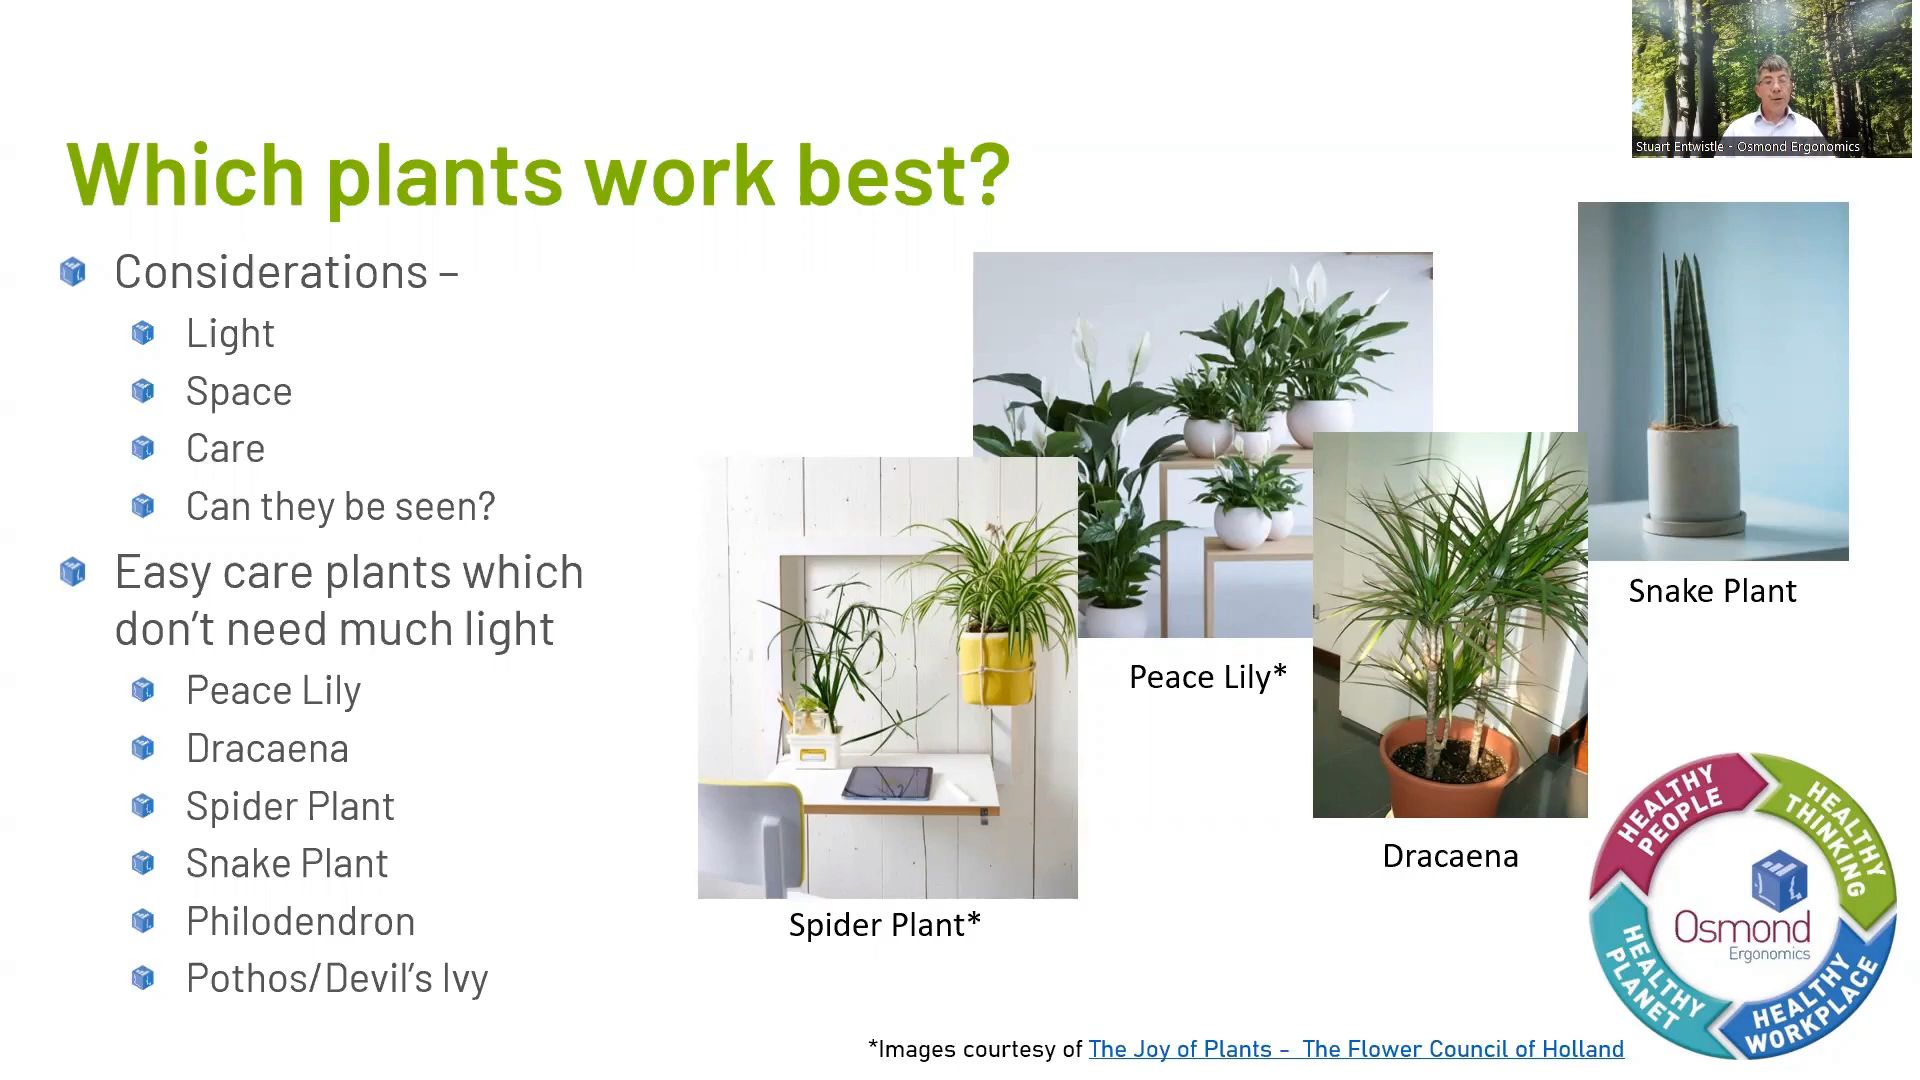 Stuart Entwistle - Osmond Ergonomics
Which plants work best?
Considerations –
Light
Space
Care
Can they be seen?
Easy care plants which
don't need much light
Peace Lily
Dracaena
Spider Plant
Snake Plant
Philodendron
Pothos/Devil's Ivy
Snake Plant
Peace Lily*
Dracaena
Spider Plant*
HEALTHY
PEOPLE
HEALTHY
THINKING
HEALTHY
WORKPLACE
HEALTHY
PLANET
Osmond
Ergonomics
*Images courtesy of The Joy of Plants - The Flower Council of Holland